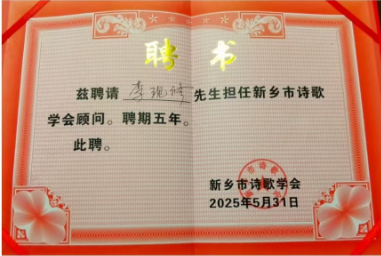 聘书
兹聘请 李 先生担任新乡市诗歌
学会顾问。聘期五年。
此聘。
新乡市诗歌学会
2025年5月31日